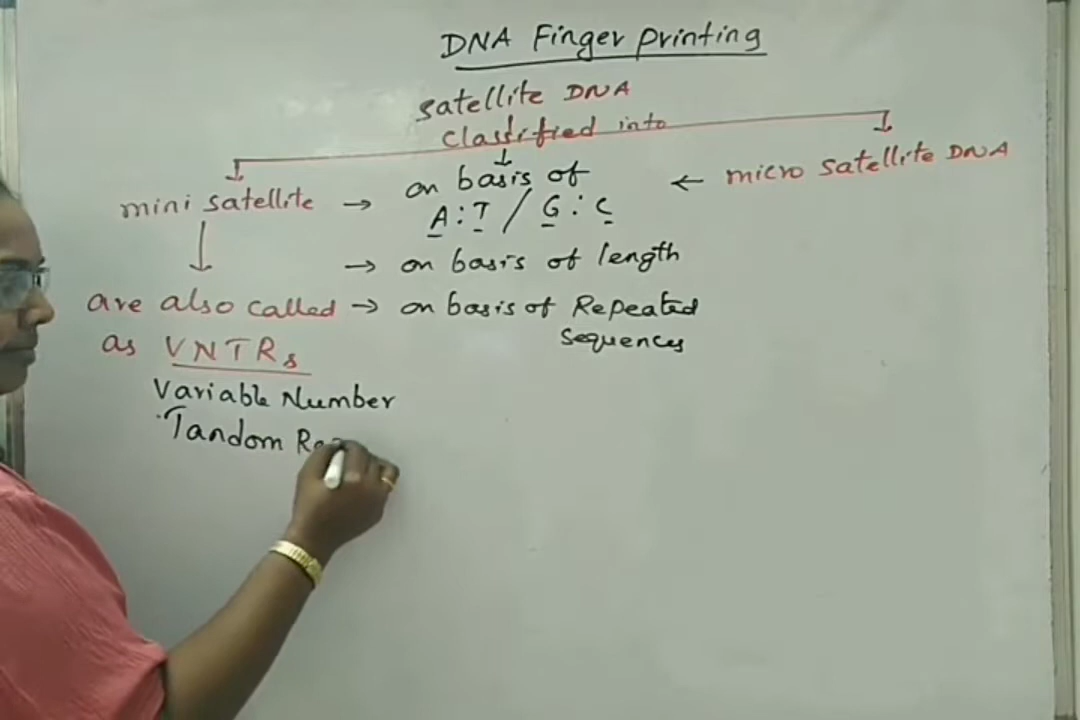 DNA Finger printing
Satellite DNA
Classified into
mini satellite → on basis of ← micro satellite DNA
A : T / G : C
→ on basis of length
are also called → on basis of Repeated
Sequences
as VNTRs
Variable Number
Tandom